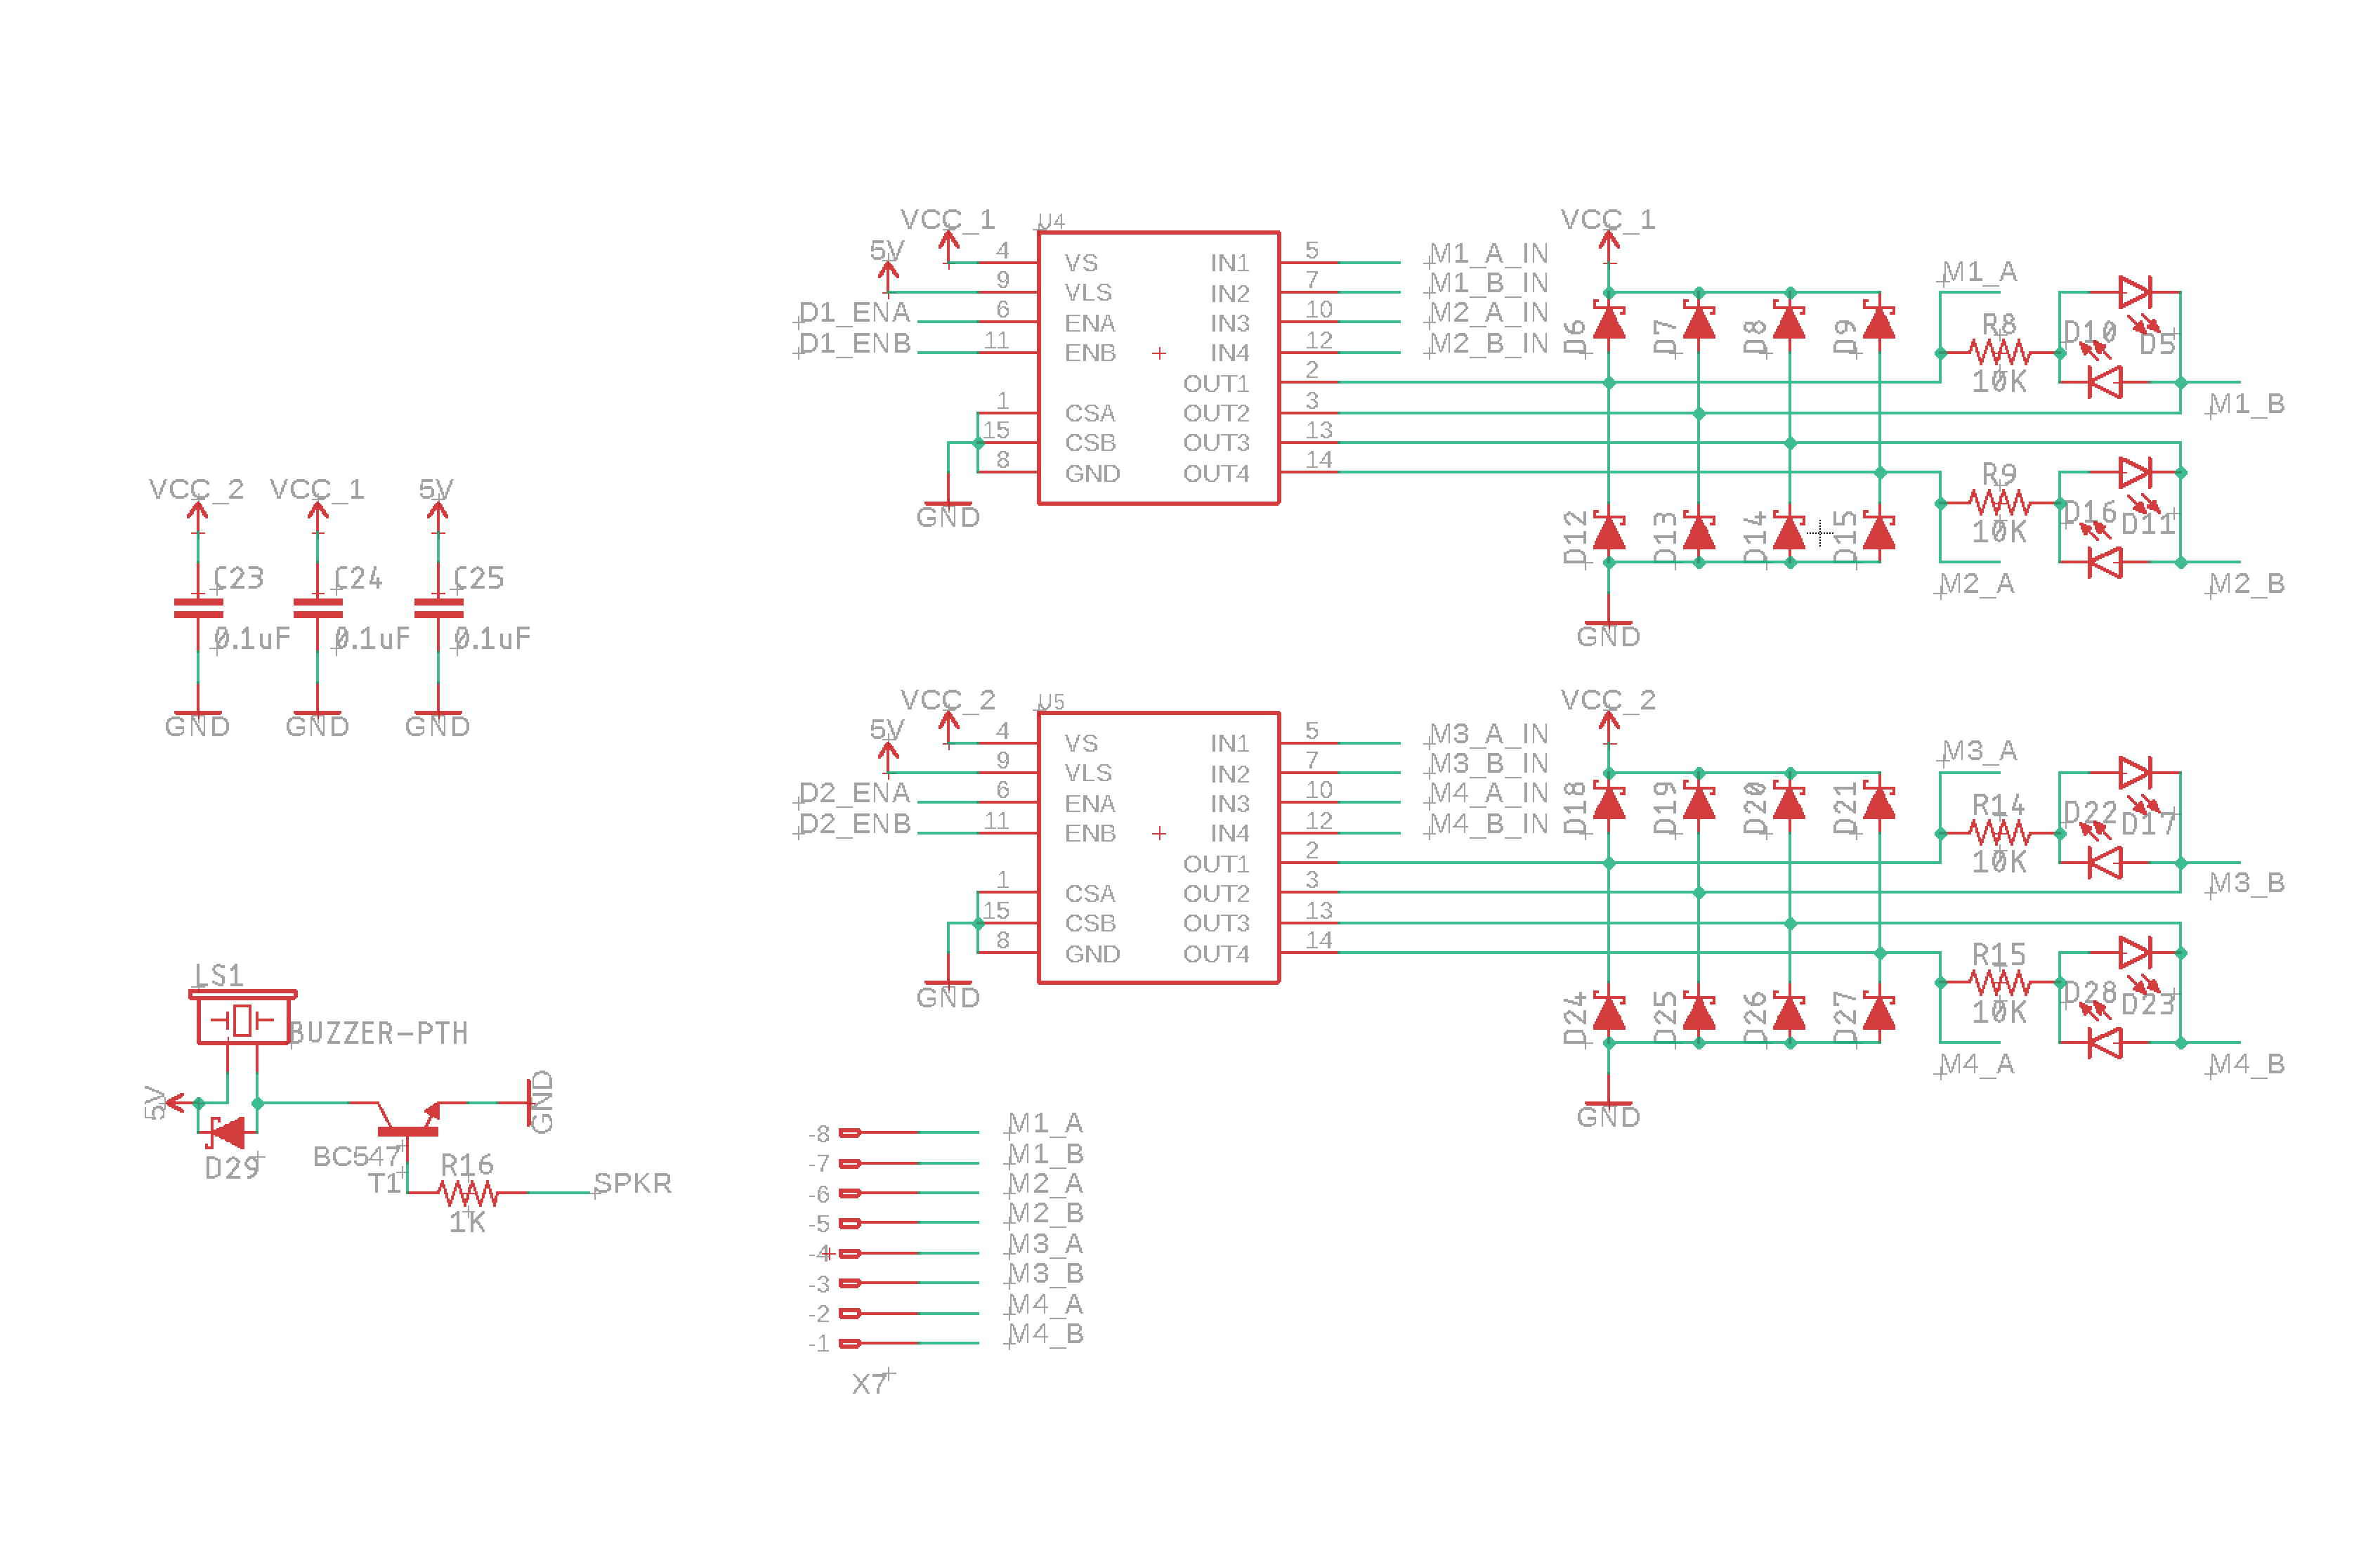 VCC_2
VCC_1
5V
C23
C24
C25
0.1uF
0.1uF
0.1uF
GND
GND
GND
LS1
BUZZER-PTH
5V
GND
D29
BC547
T1
R16
1K
SPKR
VCC_1
5V
D1_ENA
D1_ENB
GND
U4
4 VS
9 VLS
6 ENA
11 ENB
1 CSA
15 CSB
8 GND
IN1 5 M1_A_IN
IN2 7 M1_B_IN
IN3 10 M2_A_IN
IN4 12 M2_B_IN
OUT1 2
OUT2 3
OUT3 13
OUT4 14
VCC_1
D6
D7
D8
D9
D12
D13
D14
D15
GND
M1_A
R8
10K
D10
D5
M1_B
R9
10K
D16
D11
M2_A
M2_B
VCC_2
5V
D2_ENA
D2_ENB
GND
U5
4 VS
9 VLS
6 ENA
11 ENB
1 CSA
15 CSB
8 GND
IN1 5 M3_A_IN
IN2 7 M3_B_IN
IN3 10 M4_A_IN
IN4 12 M4_B_IN
OUT1 2
OUT2 3
OUT3 13
OUT4 14
VCC_2
D18
D19
D20
D21
D24
D25
D26
D27
GND
M3_A
R14
10K
D22
D17
M3_B
R15
10K
D28
D23
M4_A
M4_B
-8 M1_A
-7 M1_B
-6 M2_A
-5 M2_B
-4 M3_A
-3 M3_B
-2 M4_A
-1 M4_B
X7